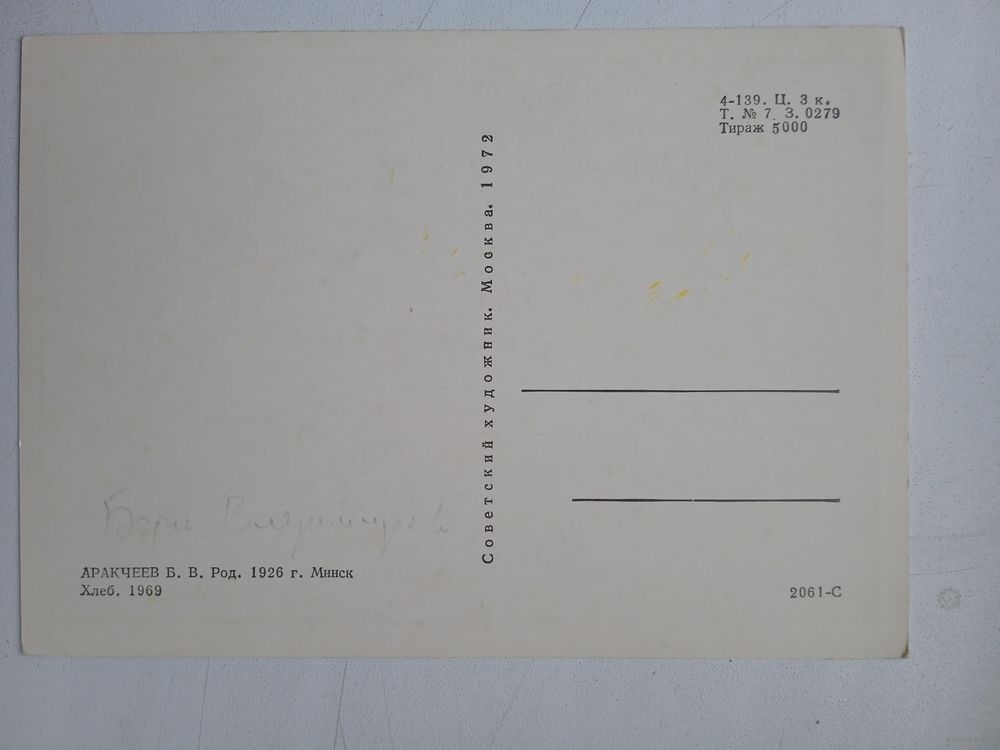 4-139. Ц. 3 к.
Т. № 7 З. 0279
Тираж 5000
Советский художник. Москва. 1972
АРАКЧЕЕВ Б. В. Род. 1926 г. Минск
Хлеб. 1969
2061-С